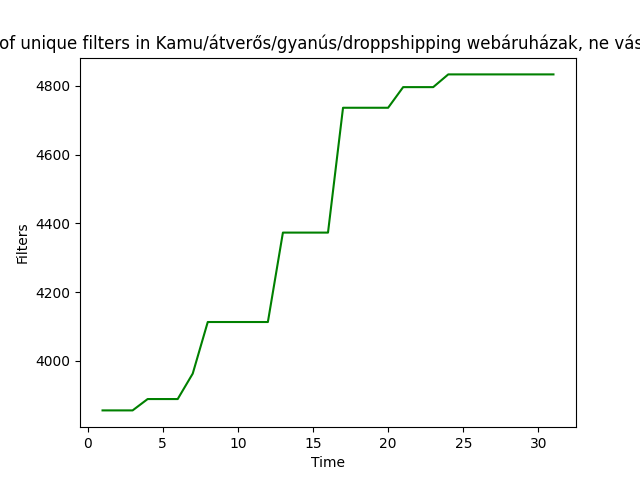 of unique filters in Kamu/átverős/gyanús/droppshipping webáruházak, ne vás
4800
4600
4400
4200
4000
Filters
0 5 10 15 20 25 30
Time